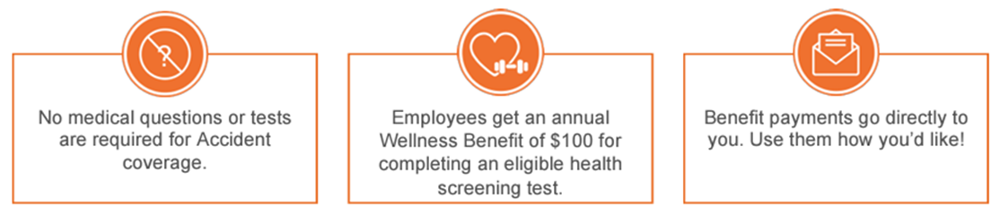 ?
No medical questions or tests
are required for Accident
coverage.
Employees get an annual
Wellness Benefit of $100 for
completing an eligible health
screening test.
Benefit payments go directly to
you. Use them how you’d like!